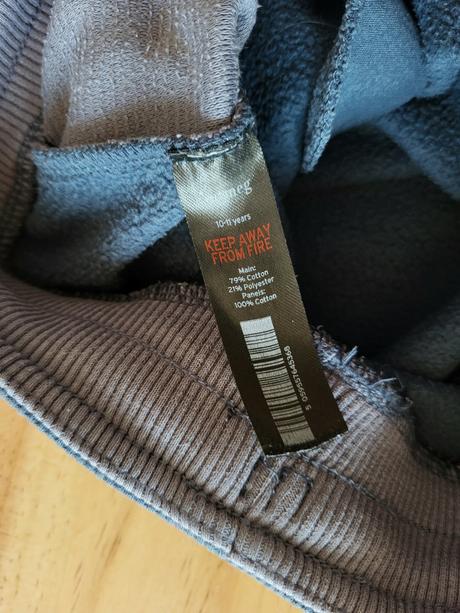 10-11 years
KEEP AWAY
FROM FIRE
Main:
79% Cotton
21% Polyester
Panels:
100% Cotton